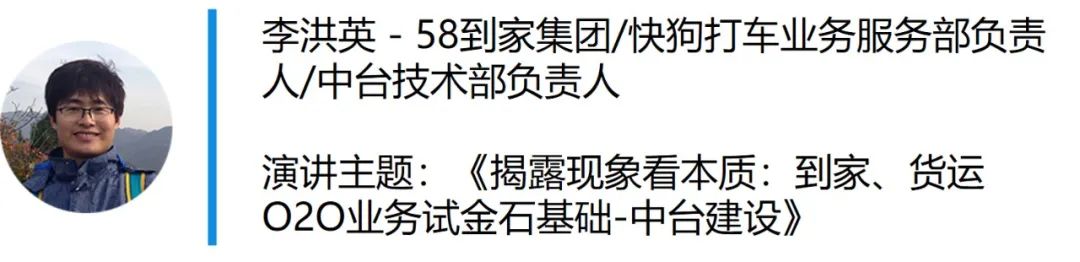 李洪英 - 58到家集团/快狗打车业务服务部负责
人/中台技术部负责人
演讲主题：《揭露现象看本质：到家、货运
O2O业务试金石基础-中台建设》